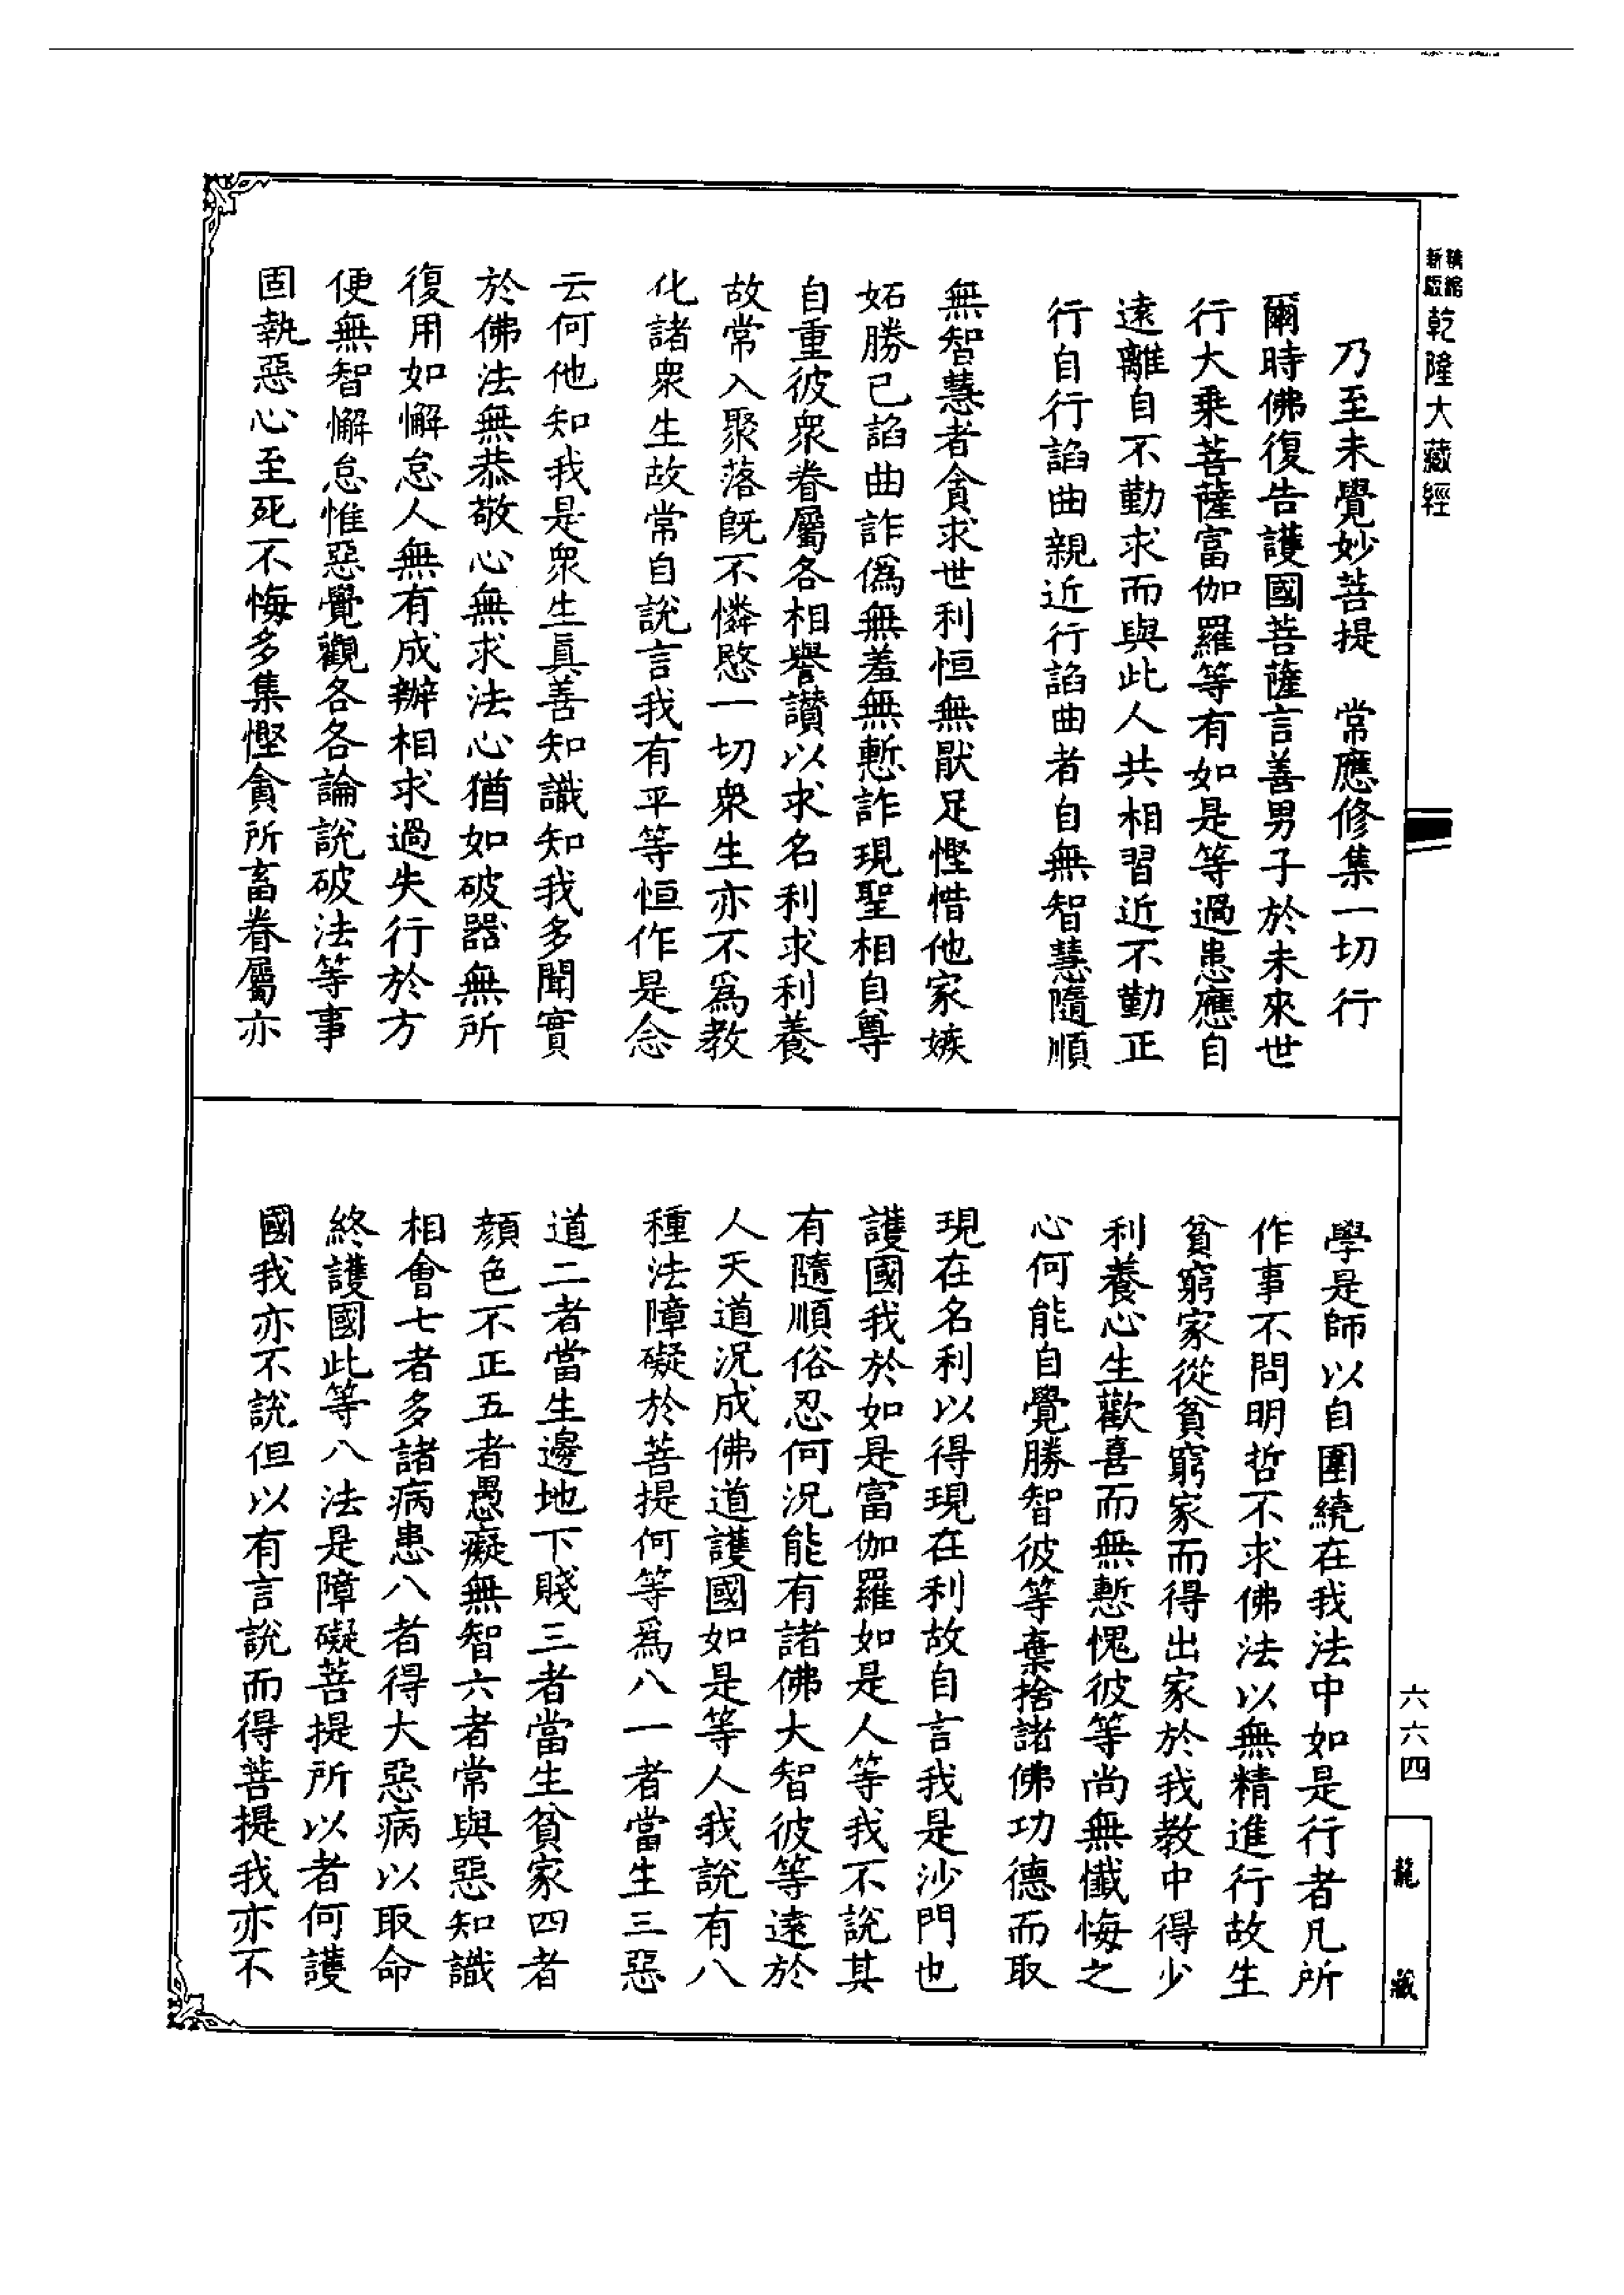 精縮新版乾隆大藏經
乃至未覺妙菩提　常應修集一切行
爾時佛復告護國菩薩言善男子於未來世
行大乘菩薩富伽羅等有如是等過患應自
遠離自不勤求而與此人共相習近不勤正
行自行諂曲親近行諂曲者自無智慧隨順
無智慧者貪求世利恒無猒足慳惜他家嫉
妬勝已諂曲詐偽無羞無慙詐現聖相自尊
自重彼衆眷屬各相譽讚以求名利求利養
故常入聚落旣不憐愍一切衆生亦不爲教
化諸衆生故常自說言我有平等恒作是念
云何他知我是衆生眞善知識知我多聞實
於佛法無恭敬心無求法心猶如破器無所
復用如懈怠人無有成辦相求過失行於方
便無智懈怠惟惡覺觀各各論說破法等事
固執惡心至死不悔多集慳貪所畜眷屬亦
學是師以自圍繞在我法中如是行者凡所
作事不問明哲不求佛法以無精進行故生
貧窮家從貧窮家而得出家於我教中得少
利養心生歡喜而無慙愧彼等尚無懺悔之
心何能自覺勝智彼等棄捨諸佛功德而取
現在名利以得現在利故自言我是沙門也
護國我於如是富伽羅如是人等我不說其
有隨順俗忍何況能有諸佛大智彼等遠於
人天道況成佛道護國如是等人我說有八
種法障礙於菩提何等爲八一者當生三惡
道二者當生邊地下賤三者當生貧家四者
顏色不正五者愚癡無智六者常與惡知識
相會七者多諸病患八者得大惡病以取命
終護國此等八法是障礙菩提所以者何護
國我亦不說但以有言說而得菩提我亦不
六六四
龍藏